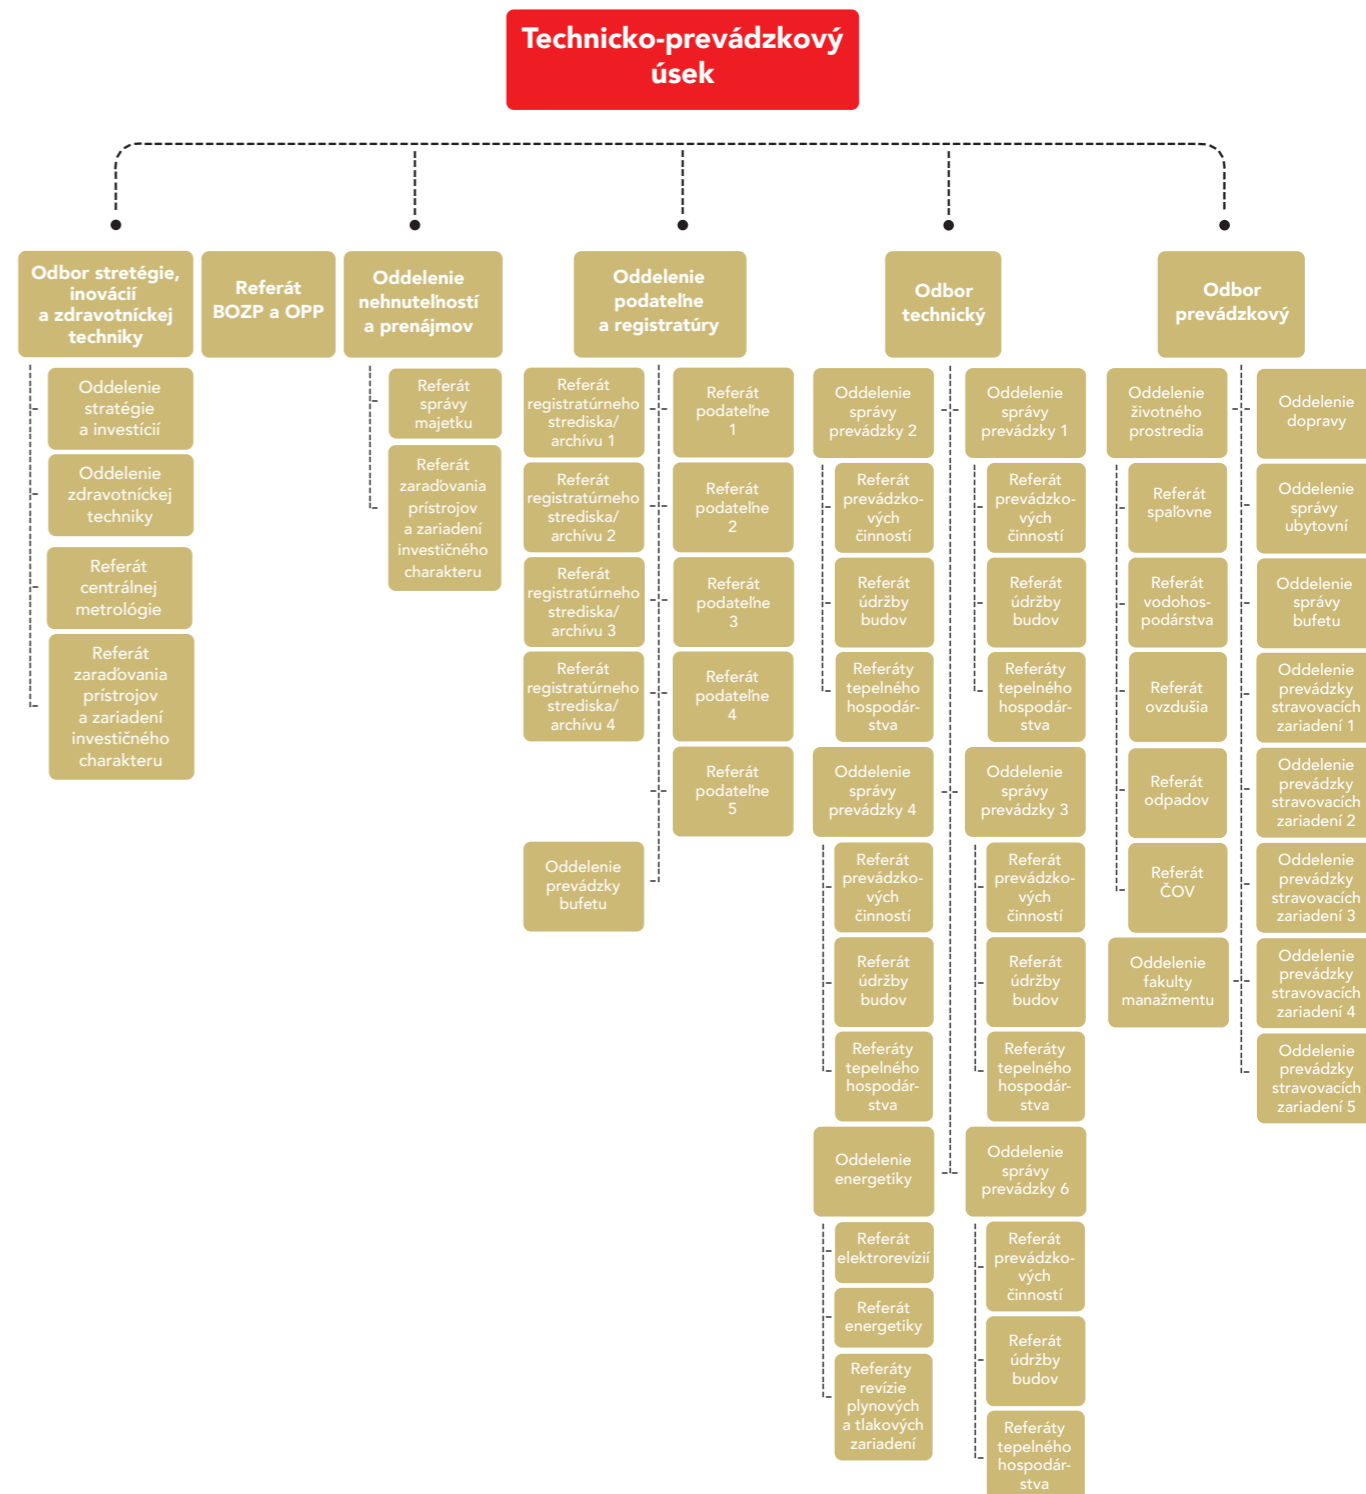 Technicko-prevádzkový
úsek
Odbor stretégie,
inovácií
a zdravotníckej
techniky
Oddelenie
stratégie
a investícií
Oddelenie
zdravotníckej
techniky
Referát
centrálnej
metrológie
Referát
zaraďovania
prístrojov
a zariadení
investičného
charakteru
Referát
BOZP a OPP
Oddelenie
nehnuteľností
a prenájmov
Referát
správy
majetku
Referát
zaraďovania
prístrojov
a zariadení
investičného
charakteru
Oddelenie
podateľne
a registratúry
Referát
registratúrneho
strediska/
archívu 1
Referát
podateľne
1
Referát
registratúrneho
strediska/
archívu 2
Referát
podateľne
2
Referát
registratúrneho
strediska/
archívu 3
Referát
podateľne
3
Referát
registratúrneho
strediska/
archívu 4
Referát
podateľne
4
Referát
podateľne
5
Oddelenie
prevádzky
bufetu
Odbor
technický
Oddelenie
správy
prevádzky 2
Referát
prevádzko-
vých
činností
Referát
údržby
budov
Referáty
tepelného
hospodár-
stva
Oddelenie
správy
prevádzky 1
Referát
prevádzko-
vých
činností
Referát
údržby
budov
Referáty
tepelného
hospodár-
stva
Oddelenie
správy
prevádzky 4
Referát
prevádzko-
vých
činností
Referát
údržby
budov
Referáty
tepelného
hospodár-
stva
Oddelenie
správy
prevádzky 3
Referát
prevádzko-
vých
činností
Referát
údržby
budov
Referáty
tepelného
hospodár-
stva
Oddelenie
energetiky
Referát
elektrorevízií
Referát
energetiky
Referáty
revízie
plynových
a tlakových
zariadení
Oddelenie
správy
prevádzky 6
Referát
prevádzko-
vých
činností
Referát
údržby
budov
Referáty
tepelného
hospodár-
stva
Odbor
prevádzkový
Oddelenie
životného
prostredia
Referát
spaľovne
Referát
vodohos-
podárstva
Referát
ovzdušia
Referát
odpadov
Referát
ČOV
Oddelenie
fakulty
manažmentu
Oddelenie
dopravy
Oddelenie
správy
ubytovní
Oddelenie
správy
bufetu
Oddelenie
prevádzky
stravovacích
zariadení 1
Oddelenie
prevádzky
stravovacích
zariadení 2
Oddelenie
prevádzky
stravovacích
zariadení 3
Oddelenie
prevádzky
stravovacích
zariadení 4
Oddelenie
prevádzky
stravovacích
zariadení 5